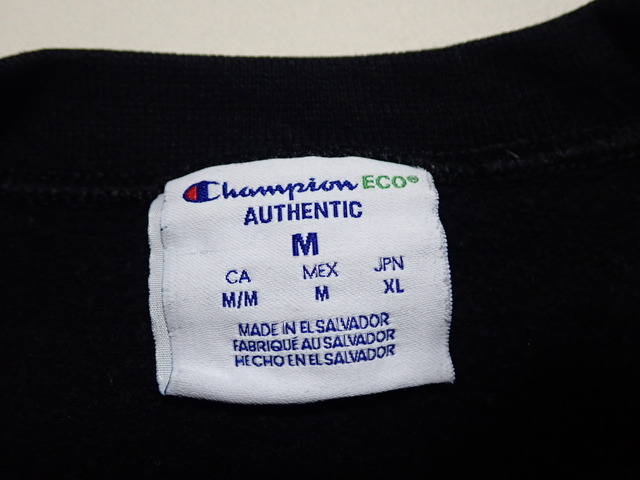 Champion ECO®
AUTHENTIC
M
CA MEX JPN
M/M M XL
MADE IN EL SALVADOR
FABRIQUÉ AU SALVADOR
HECHO EN EL SALVADOR